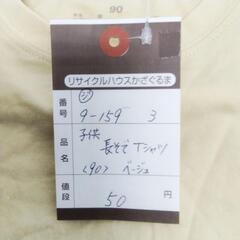 90
リサイクルハウスかざぐるま
番号 9-159 3
品名 子供
長そで Tシャツ
<90> ベージュ
値段 50 円